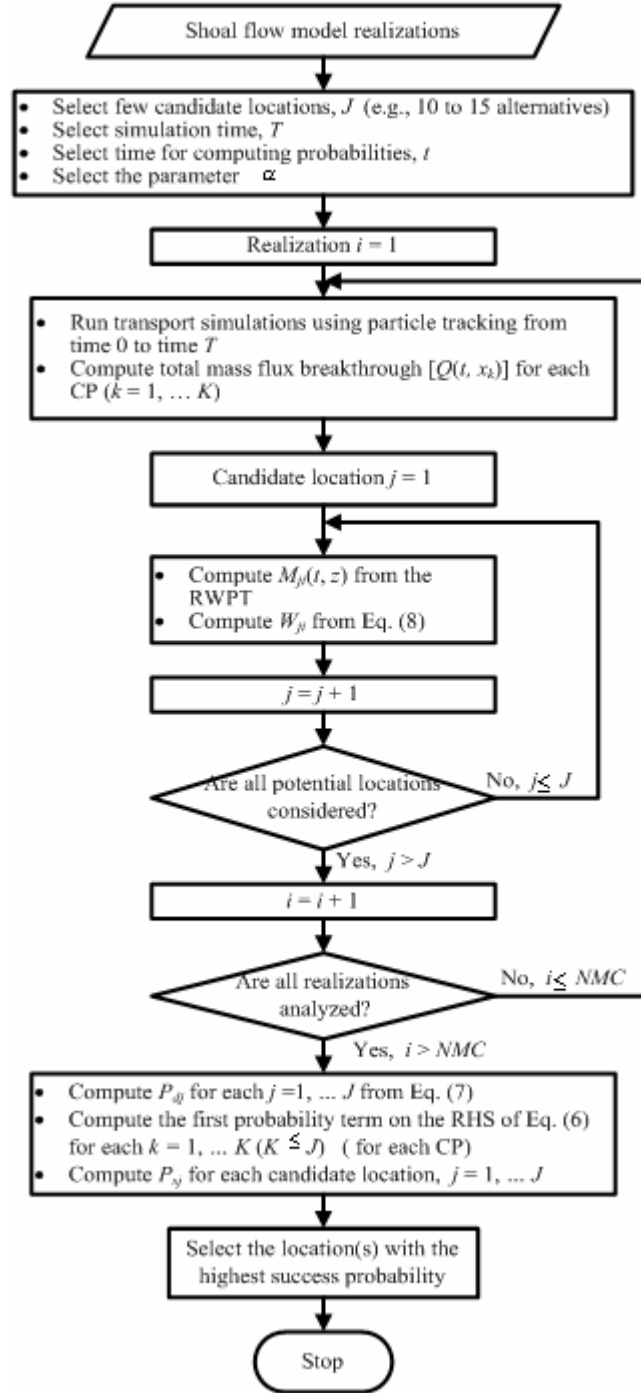 Shoal flow model realizations
• Select few candidate locations, J (e.g., 10 to 15 alternatives)
• Select simulation time, T
• Select time for computing probabilities, t
• Select the parameter α
Realization i = 1
• Run transport simulations using particle tracking from
time 0 to time T
• Compute total mass flux breakthrough [Q(t, xₖ)] for each
CP (k = 1, … K)
Candidate location j = 1
• Compute Mⱼᵢ(t, z) from the
RWPT
• Compute Wⱼᵢ from Eq. (8)
j = j + 1
Are all potential locations
considered?
No, j ≤ J
Yes, j > J
i = i + 1
Are all realizations
analyzed?
No, i ≤ NMC
Yes, i > NMC
• Compute P_dj for each j =1, ... J from Eq. (7)
• Compute the first probability term on the RHS of Eq. (6)
for each k = 1, ... K (K ≤ J) ( for each CP)
• Compute P_sj for each candidate location, j = 1, ... J
Select the location(s) with the
highest success probability
Stop